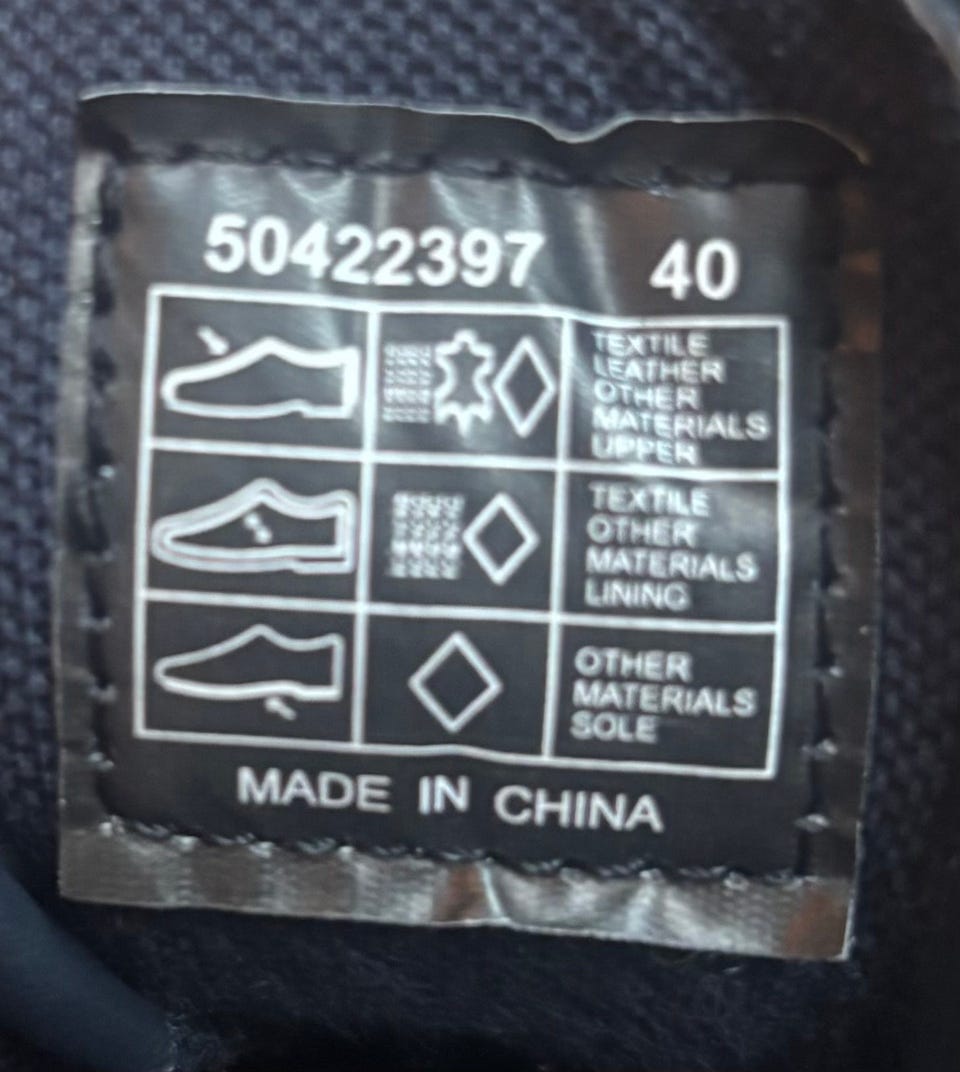 50422397 40
TEXTILE
LEATHER
OTHER
MATERIALS
UPPER
TEXTILE
OTHER
MATERIALS
LINING
OTHER
MATERIALS
SOLE
MADE IN CHINA